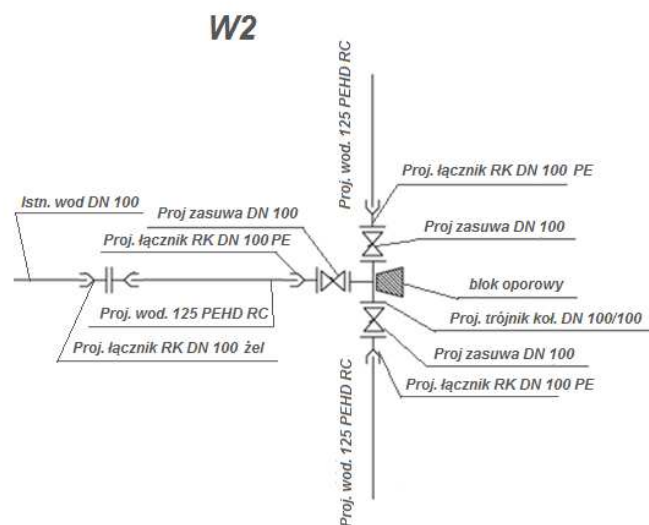 W2
Proj. wod. 125 PEHD RC
Proj. łącznik RK DN 100 PE
Istn. wod DN 100
Proj zasuwa DN 100
Proj zasuwa DN 100
Proj. łącznik RK DN 100 PE
blok oporowy
Proj. wod. 125 PEHD RC
Proj. trójnik koł. DN 100/100
Proj. łącznik RK DN 100 żel
Proj zasuwa DN 100
Proj. łącznik RK DN 100 PE
Proj. wod. 125 PEHD RC